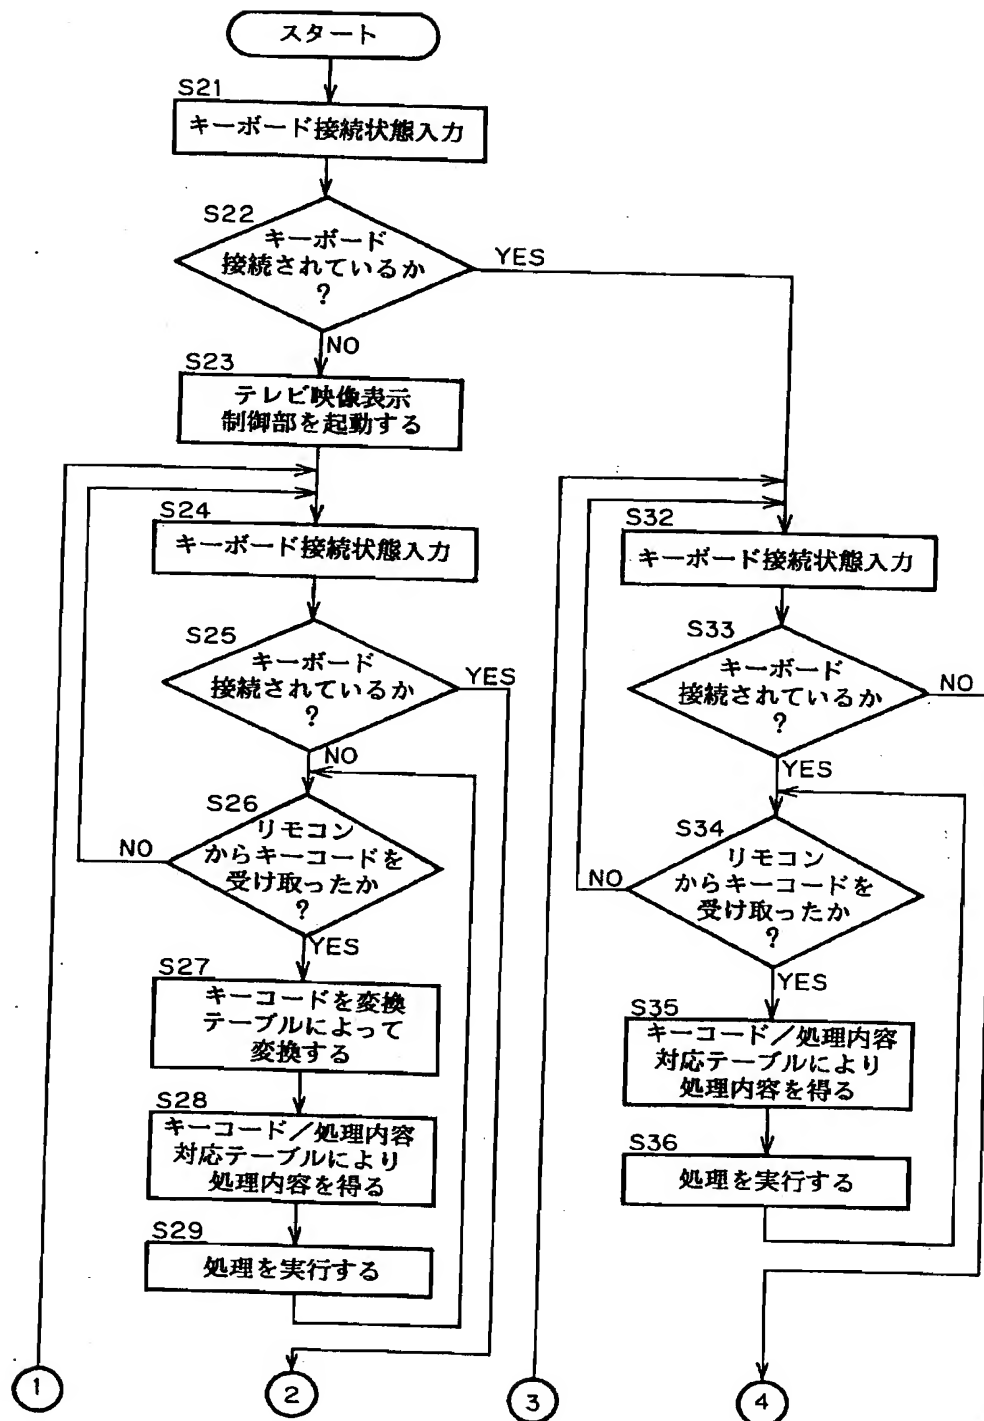 スタート
S21
キーボード接続状態入力
S22
キーボード
接続されているか
?
YES
NO
S23
テレビ映像表示
制御部を起動する
S24
キーボード接続状態入力
S25
キーボード
接続されているか
?
YES
NO
S26
リモコン
からキーコードを
受け取ったか
?
NO
YES
S27
キーコードを変換
テーブルによって
変換する
S28
キーコード/処理内容
対応テーブルにより
処理内容を得る
S29
処理を実行する
S32
キーボード接続状態入力
S33
キーボード
接続されているか
?
NO
YES
S34
リモコン
からキーコードを
受け取ったか
?
NO
YES
S35
キーコード/処理内容
対応テーブルにより
処理内容を得る
S36
処理を実行する
1
2
3
4